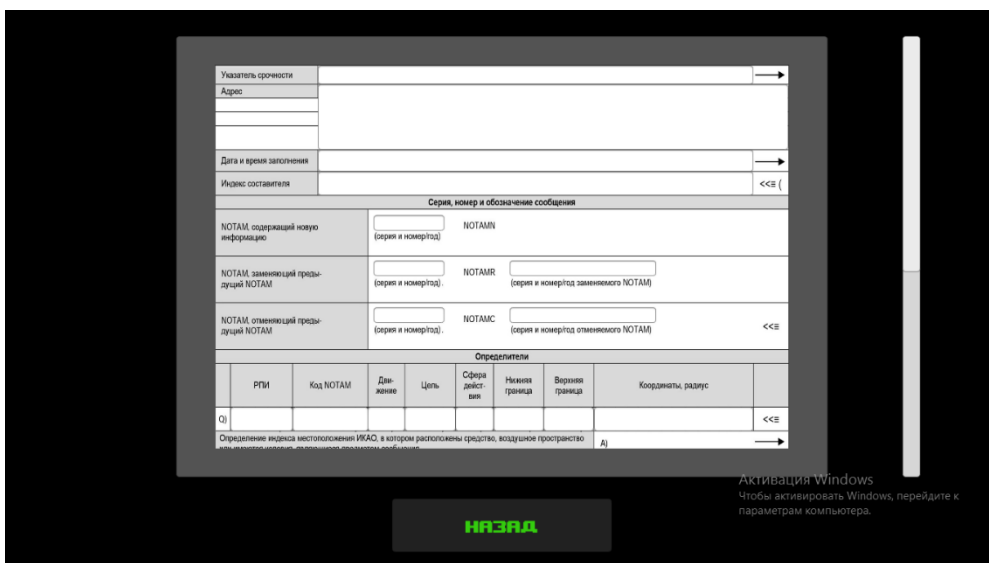 Указатель срочности
Адрес
Дата и время заполнения
Индекс составителя
<<≡ (
Серия, номер и обозначение сообщения
NOTAM, содержащий новую
информацию
NOTAMN
(серия и номер/год)
NOTAM, заменяющий преды-
дущий NOTAM
NOTAMR
(серия и номер/год).
(серия и номер/год заменяемого NOTAM)
NOTAM, отменяющий преды-
дущий NOTAM
NOTAMC
(серия и номер/год).
(серия и номер/год отменяемого NOTAM)
<<≡
Определители
РПИ
Код NOTAM
Дви-
жение
Цель
Сфера
дейст-
вия
Нижняя
граница
Верхняя
граница
Координаты, радиус
Q)
<<≡
Определение индекса местоположения ИКАО, в котором расположены средство, воздушное пространство
A)
Активация Windows
Чтобы активировать Windows, перейдите к
параметрам компьютера.
НАЗАД